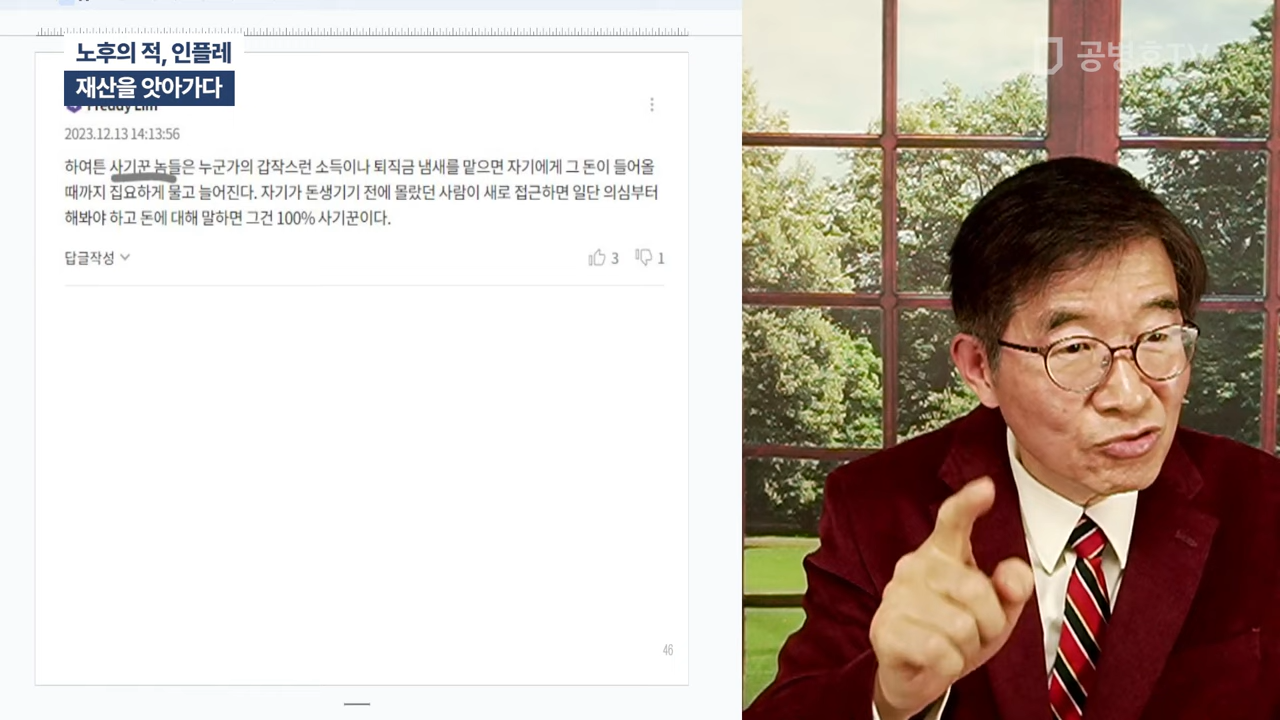 노후의 적, 인플레
재산을 앗아가다
공병호TV
2023.12.13 14:13:56
하여튼 사기꾼 놈들은 누군가의 갑작스런 소득이나 퇴직금 냄새를 맡으면 자기에게 그 돈이 들어올
때까지 집요하게 물고 늘어진다. 자기가 돈생기기 전에 몰랐던 사람이 새로 접근하면 일단 의심부터
해봐야 하고 돈에 대해 말하면 그건 100% 사기꾼이다.
답글작성
3
1
46